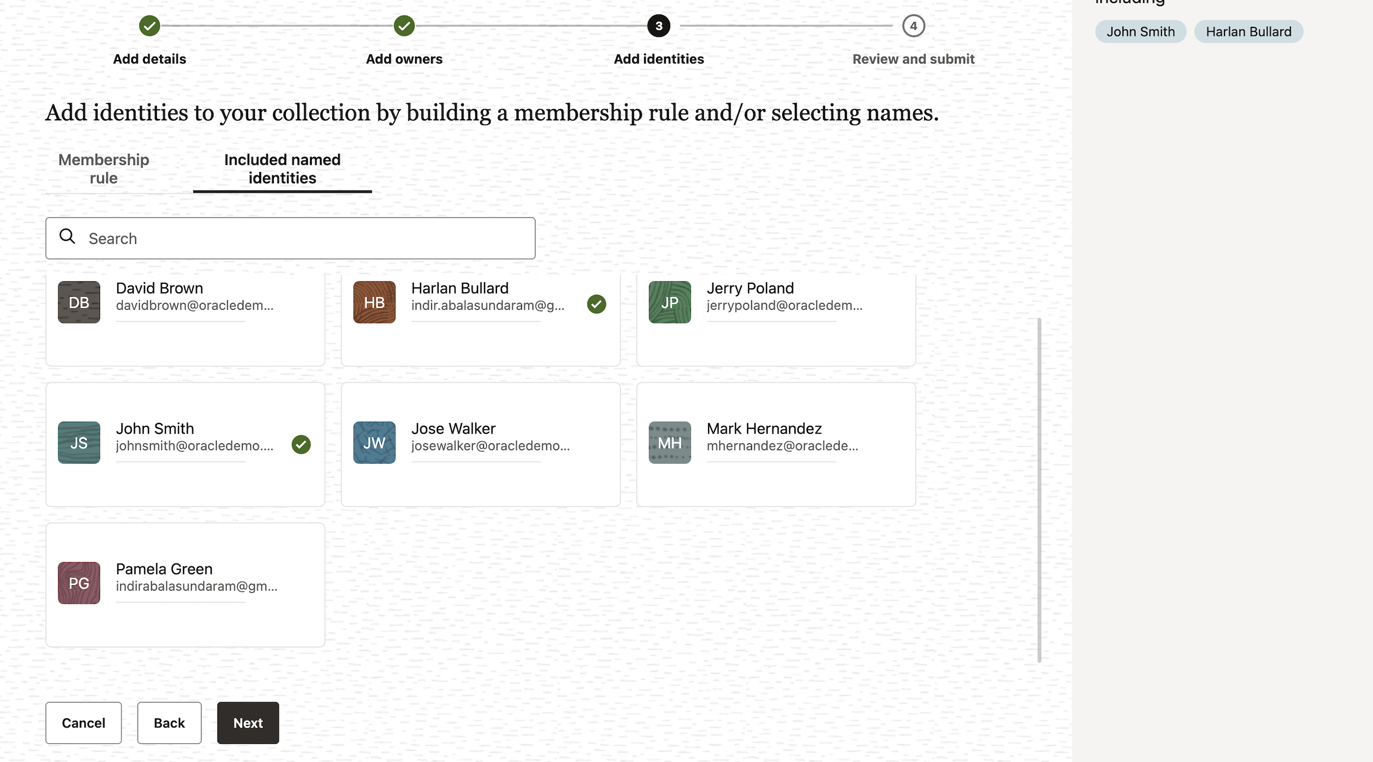 Including
John Smith Harlan Bullard
3 4
Add details Add owners Add identities Review and submit
Add identities to your collection by building a membership rule and/or selecting names.
Membership
rule
Included named
identities
Search
DB
David Brown
davidbrown@oracledem...
HB
Harlan Bullard
indir.abalasundaram@g...
JP
Jerry Poland
jerrypoland@oracledem...
JS
John Smith
johnsmith@oracledemo....
JW
Jose Walker
josewalker@oracledemo...
MH
Mark Hernandez
mhernandez@oraclede...
PG
Pamela Green
indirabalasundaram@gm...
Cancel Back Next